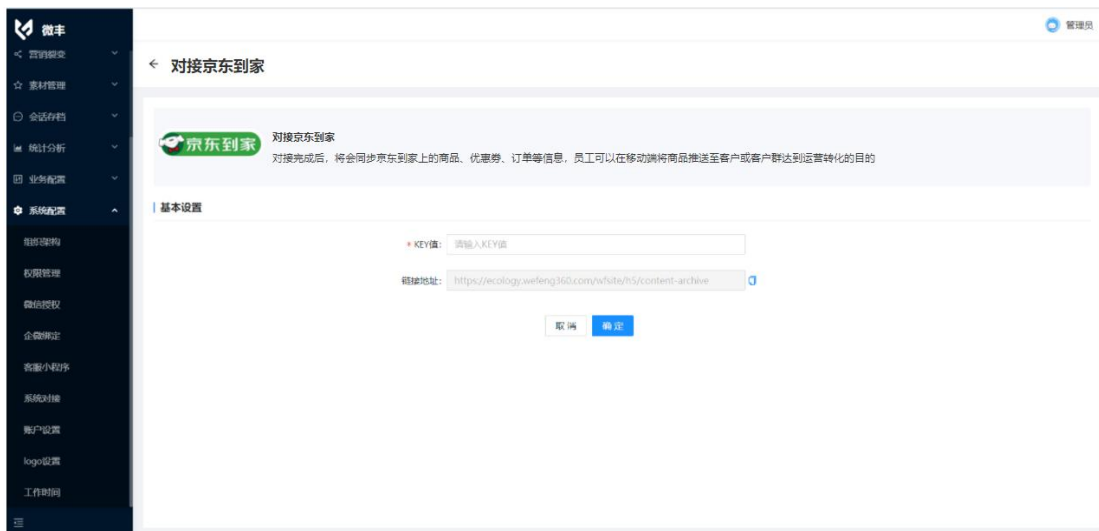 微丰
管理员
营销裂变
素材管理
会话存档
统计分析
业务配置
系统配置
组织架构
权限管理
微信授权
企微绑定
客服小程序
系统对接
账户设置
logo设置
工作时间
对接京东到家
京东到家
对接京东到家
对接完成后，将会同步京东到家上的商品、优惠券、订单等信息，员工可以在移动端将商品推送至客户或客户群达到运营转化的目的
基本设置
* KEY值: 请输入KEY值
链接地址: https://ecology.wefeng360.com/wfsite/h5/content-archive
取 消 确 定